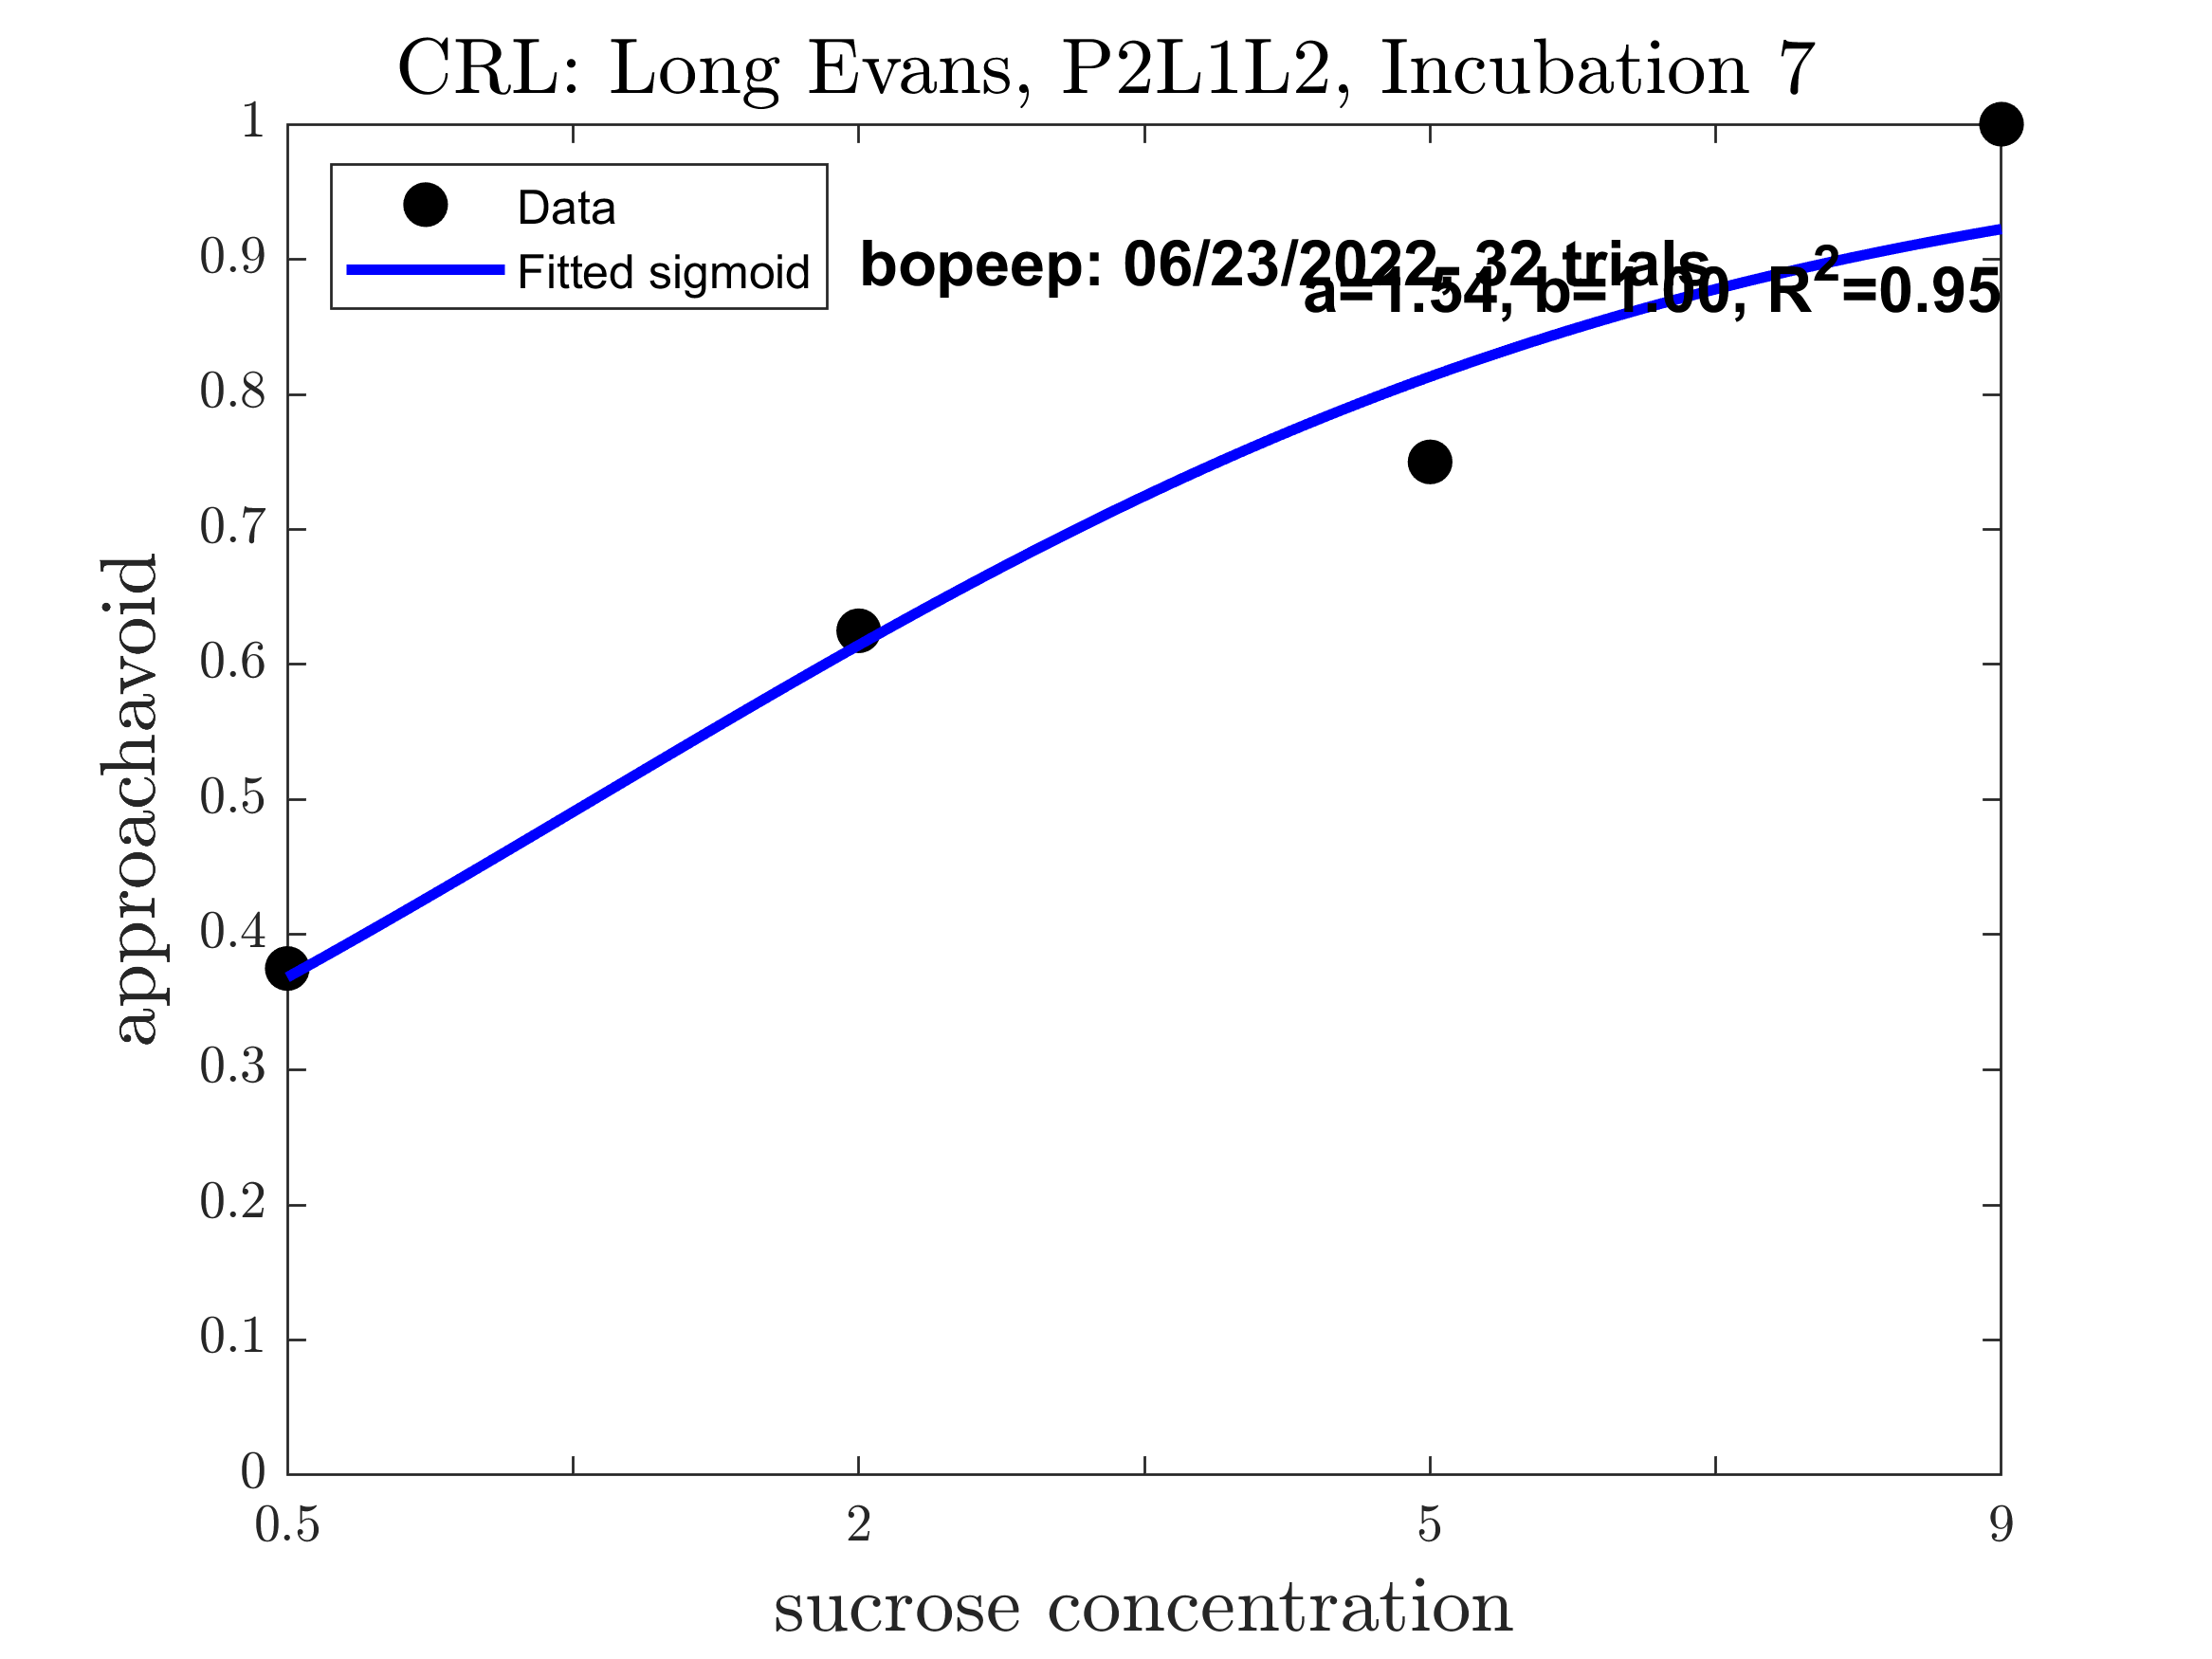 CRL: Long Evans, P2L1L2, Incubation 7
Data
Fitted sigmoid
bopeep: 06/23/2022, 32 trials
a=1.54, b=1.00, R²=0.95
approachavoid
1
0.9
0.8
0.7
0.6
0.5
0.4
0.3
0.2
0.1
0
0.5 2 5 9
sucrose concentration